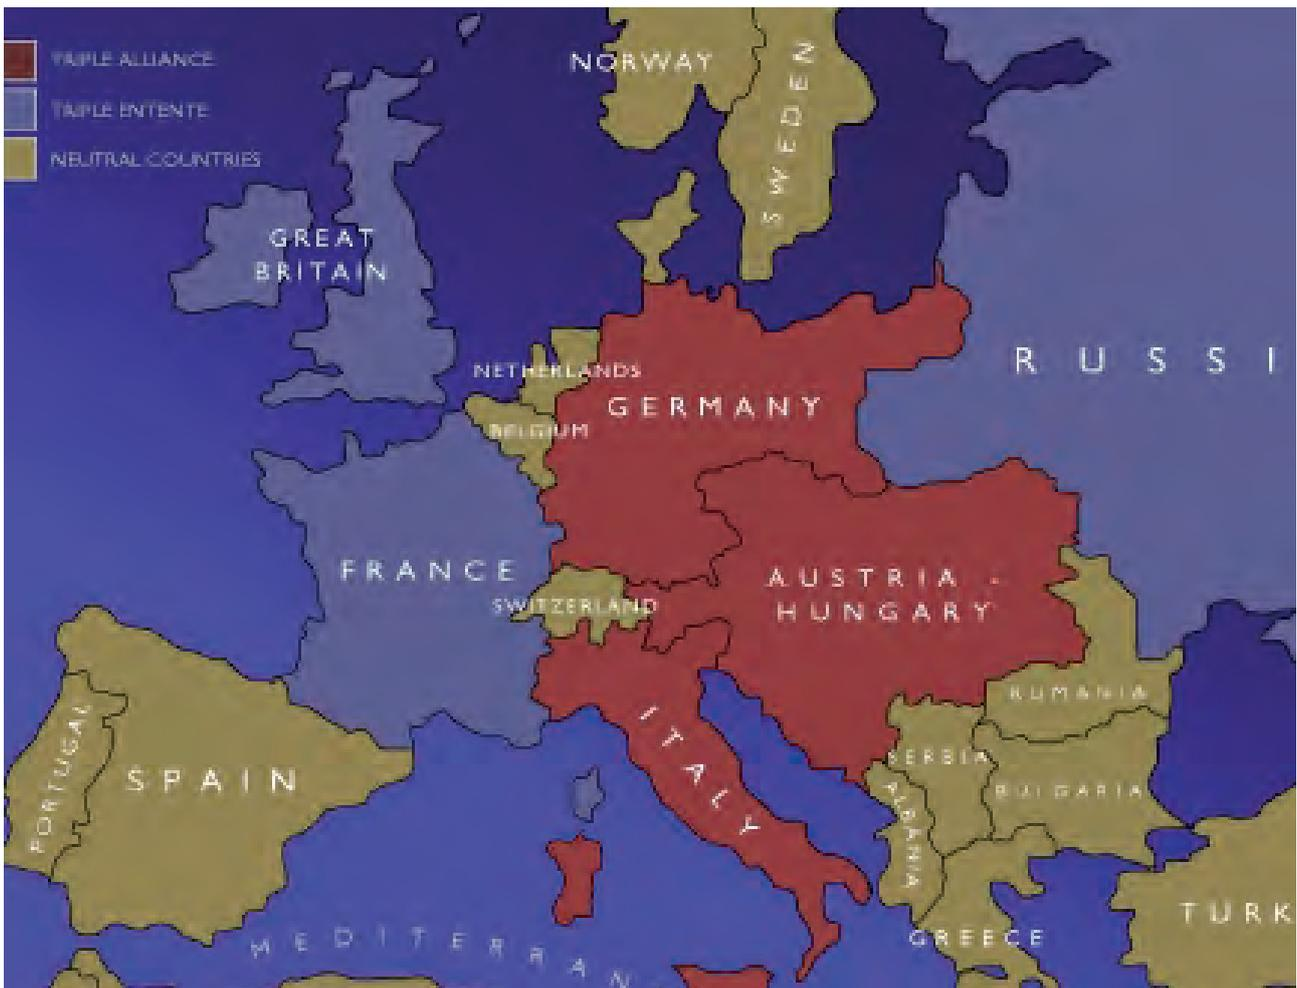 TRIPLE ALLIANCE
TRIPLE ENTENTE
NEUTRAL COUNTRIES
NORWAY
SWEDEN
GREAT
BRITAIN
RUSSI
NETHERLANDS
GERMANY
BELGIUM
FRANCE
AUSTRIA -
HUNGARY
SWITZERLAND
RUMANIA
ITALY
SERBIA
PORTUGAL
SPAIN
BULGARIA
ALBANIA
TURK
GREECE
MEDITERRAN